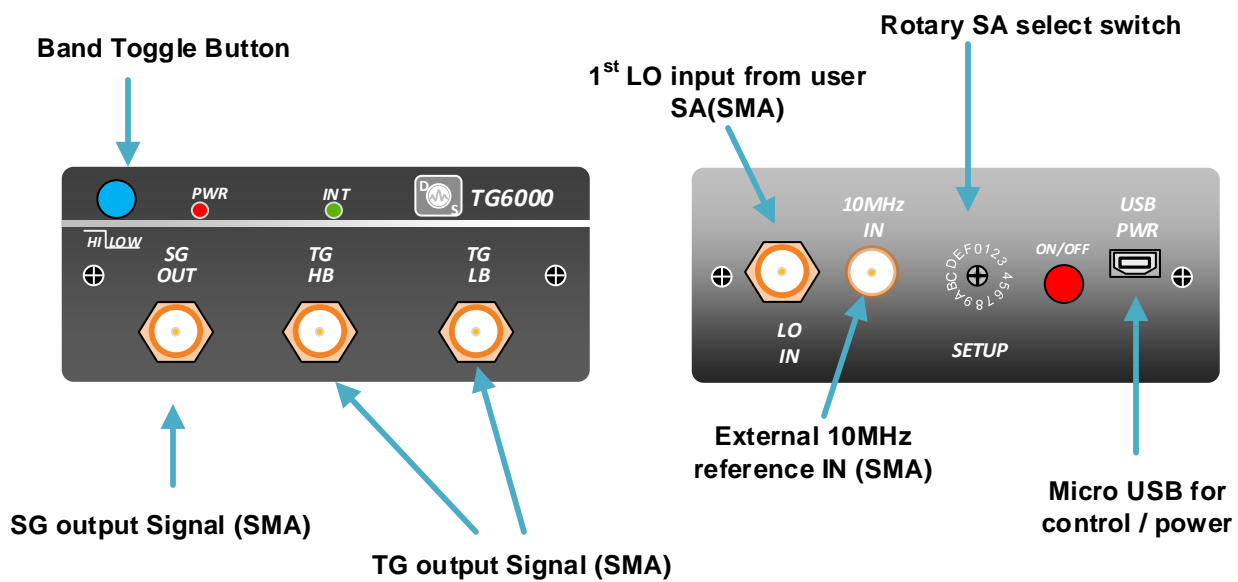 Band Toggle Button
Rotary SA select switch
1st LO input from user
SA(SMA)
PWR
INT
D
S
TG6000
HI LOW
SG
OUT
TG
HB
TG
LB
10MHz
IN
USB
PWR
ON/OFF
0123456789ABCDEF
LO
IN
SETUP
SG output Signal (SMA)
TG output Signal (SMA)
External 10MHz
reference IN (SMA)
Micro USB for
control / power